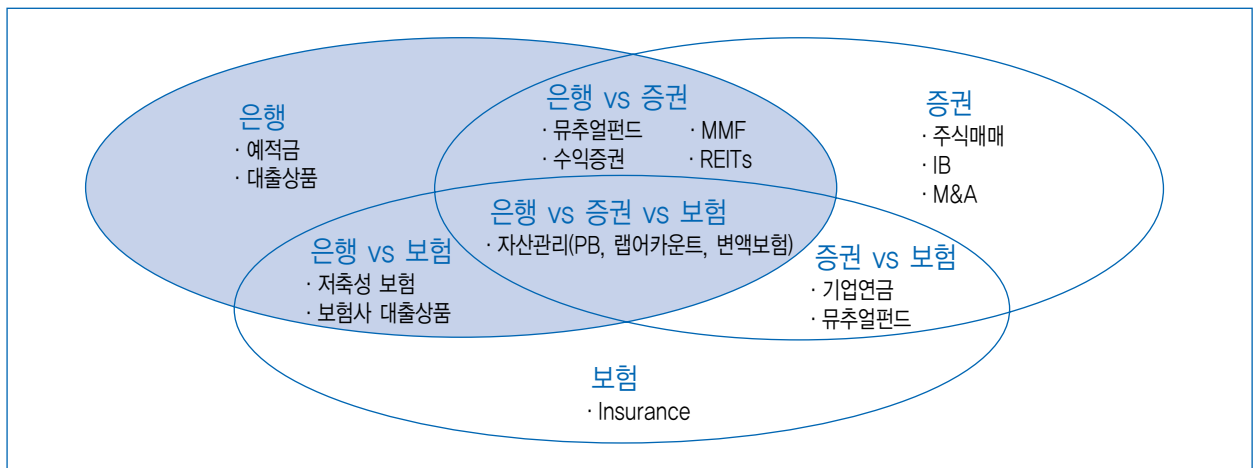 은행
· 예적금
· 대출상품
은행 vs 증권
· 뮤추얼펀드 · MMF
· 수익증권 · REITs
증권
· 주식매매
· IB
· M&A
은행 vs 증권 vs 보험
· 자산관리(PB, 랩어카운트, 변액보험)
은행 vs 보험
· 저축성 보험
· 보험사 대출상품
증권 vs 보험
· 기업연금
· 뮤추얼펀드
보험
· Insurance